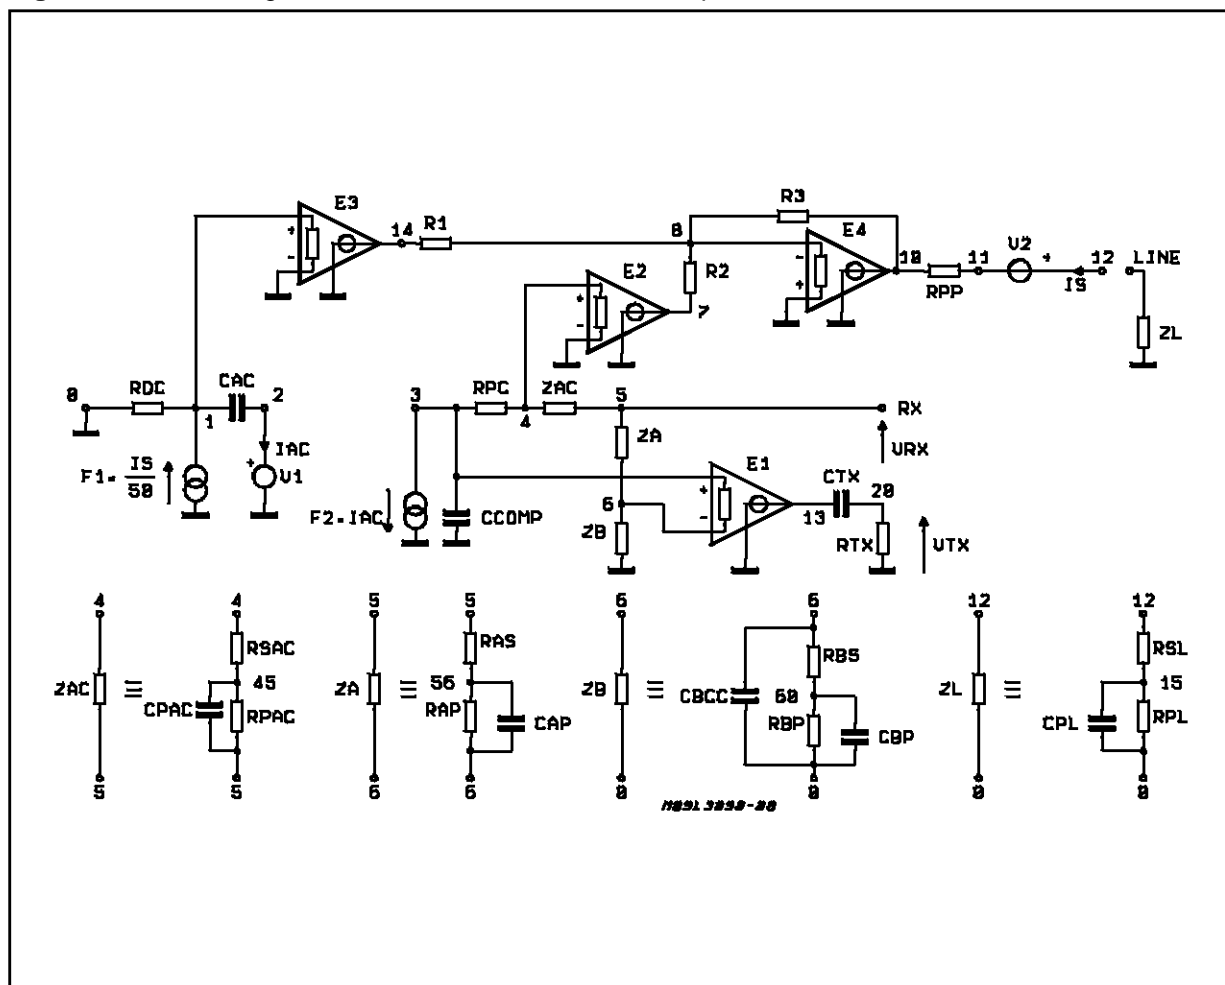 E3
14
R1
8
R3
E4
10
E2
R2
7
RPP
11
V2
+
IS
12
LINE
ZL
+
-
+
-
-
+
0
RDC
CAC
2
1
IAC
F1=
IS
50
+
V1
3
RPC
4
ZAC
5
RX
VRX
ZA
6
ZB
F2=IAC
CCOMP
E1
+
-
13
CTX
20
RTX
VTX
4
4
5
5
6
6
12
12
ZAC
RSAC
45
CPAC
RPAC
ZA
RAS
56
RAP
CAP
ZB
CBCC
RBS
60
RBP
CBP
ZL
RSL
15
CPL
RPL
5
5
6
6
0
0
0
0